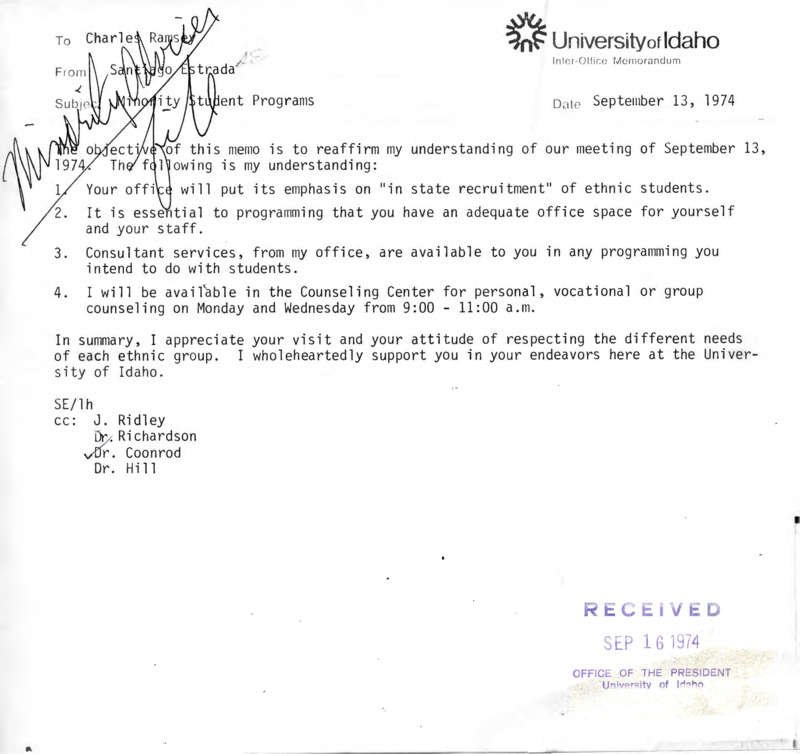 To Charles Ramsey
University of Idaho
Inter-Office Memorandum
From Santiago Estrada
Subject Minority Student Programs
Date September 13, 1974
Minority Advisor
file
The objective of this memo is to reaffirm my understanding of our meeting of September 13,
1974. The following is my understanding:
1. Your office will put its emphasis on "in state recruitment" of ethnic students.
2. It is essential to programming that you have an adequate office space for yourself
and your staff.
3. Consultant services, from my office, are available to you in any programming you
intend to do with students.
4. I will be available in the Counseling Center for personal, vocational or group
counseling on Monday and Wednesday from 9:00 - 11:00 a.m.
In summary, I appreciate your visit and your attitude of respecting the different needs
of each ethnic group. I wholeheartedly support you in your endeavors here at the Univer-
sity of Idaho.
SE/lh
cc: J. Ridley
Dr. Richardson
Dr. Coonrod
Dr. Hill
RECEIVED
SEP 16 1974
OFFICE OF THE PRESIDENT
University of Idaho